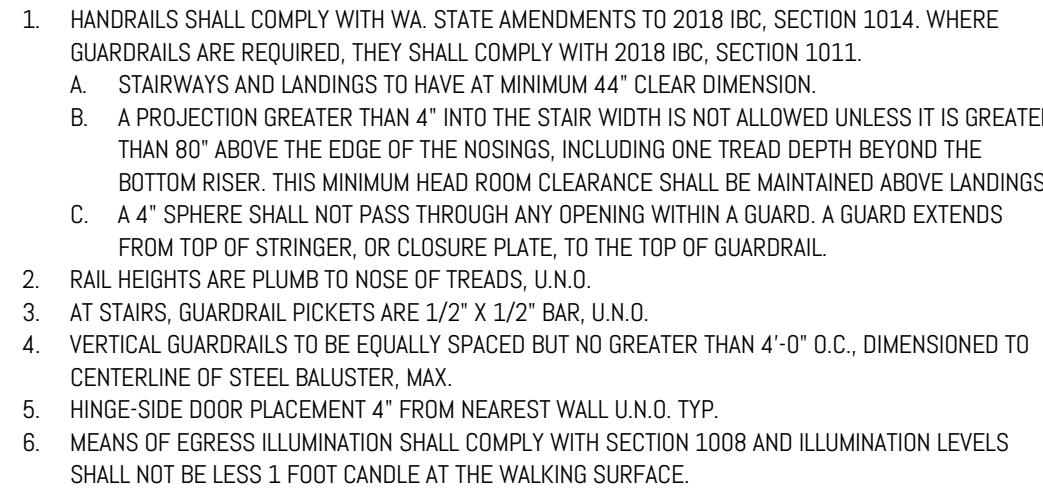 1. HANDRAILS SHALL COMPLY WITH WA. STATE AMENDMENTS TO 2018 IBC, SECTION 1014. WHERE
GUARDRAILS ARE REQUIRED, THEY SHALL COMPLY WITH 2018 IBC, SECTION 1011.
A. STAIRWAYS AND LANDINGS TO HAVE AT MINIMUM 44" CLEAR DIMENSION.
B. A PROJECTION GREATER THAN 4" INTO THE STAIR WIDTH IS NOT ALLOWED UNLESS IT IS GREATER
THAN 80" ABOVE THE EDGE OF THE NOSINGS, INCLUDING ONE TREAD DEPTH BEYOND THE
BOTTOM RISER. THIS MINIMUM HEAD ROOM CLEARANCE SHALL BE MAINTAINED ABOVE LANDINGS
C. A 4" SPHERE SHALL NOT PASS THROUGH ANY OPENING WITHIN A GUARD. A GUARD EXTENDS
FROM TOP OF STRINGER, OR CLOSURE PLATE, TO THE TOP OF GUARDRAIL.
2. RAIL HEIGHTS ARE PLUMB TO NOSE OF TREADS, U.N.O.
3. AT STAIRS, GUARDRAIL PICKETS ARE 1/2" X 1/2" BAR, U.N.O.
4. VERTICAL GUARDRAILS TO BE EQUALLY SPACED BUT NO GREATER THAN 4'-0" O.C., DIMENSIONED TO
CENTERLINE OF STEEL BALUSTER, MAX.
5. HINGE-SIDE DOOR PLACEMENT 4" FROM NEAREST WALL U.N.O. TYP.
6. MEANS OF EGRESS ILLUMINATION SHALL COMPLY WITH SECTION 1008 AND ILLUMINATION LEVELS
SHALL NOT BE LESS 1 FOOT CANDLE AT THE WALKING SURFACE.